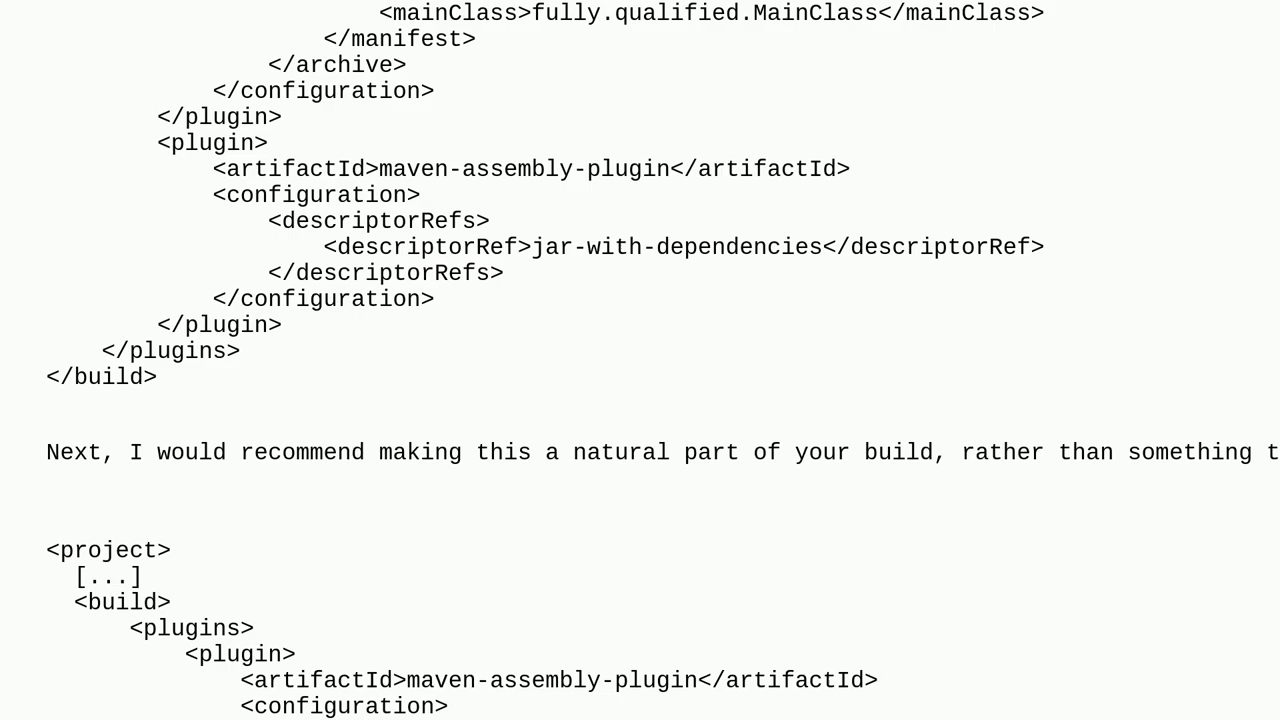 <mainClass>fully.qualified.MainClass</mainClass>
</manifest>
</archive>
</configuration>
</plugin>
<plugin>
<artifactId>maven-assembly-plugin</artifactId>
<configuration>
<descriptorRefs>
<descriptorRef>jar-with-dependencies</descriptorRef>
</descriptorRefs>
</configuration>
</plugin>
</plugins>
</build>
Next, I would recommend making this a natural part of your build, rather than something
<project>
[...]
<build>
<plugins>
<plugin>
<artifactId>maven-assembly-plugin</artifactId>
<configuration>